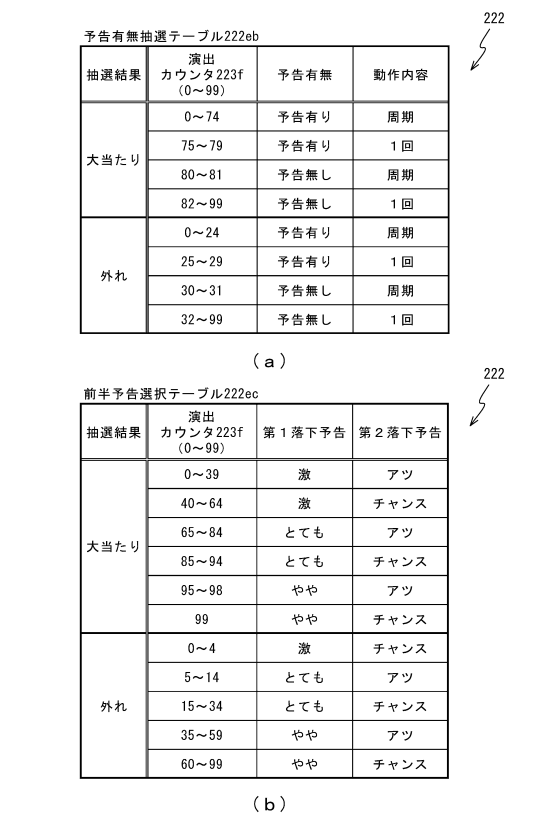 222
予告有無抽選テーブル222eb
抽選結果 演出カウンタ223f(0～99) 予告有無 動作内容
大当たり 0～74 予告有り 周期
75～79 予告有り 1回
80～81 予告無し 周期
82～99 予告無し 1回
外れ 0～24 予告有り 周期
25～29 予告有り 1回
30～31 予告無し 周期
32～99 予告無し 1回
(a)
222
前半予告選択テーブル222ec
抽選結果 演出カウンタ223f(0～99) 第1落下予告 第2落下予告
大当たり 0～39 激 アツ
40～64 激 チャンス
65～84 とても アツ
85～94 とても チャンス
95～98 やや アツ
99 やや チャンス
外れ 0～4 激 チャンス
5～14 とても アツ
15～34 とても チャンス
35～59 やや アツ
60～99 やや チャンス
(b)